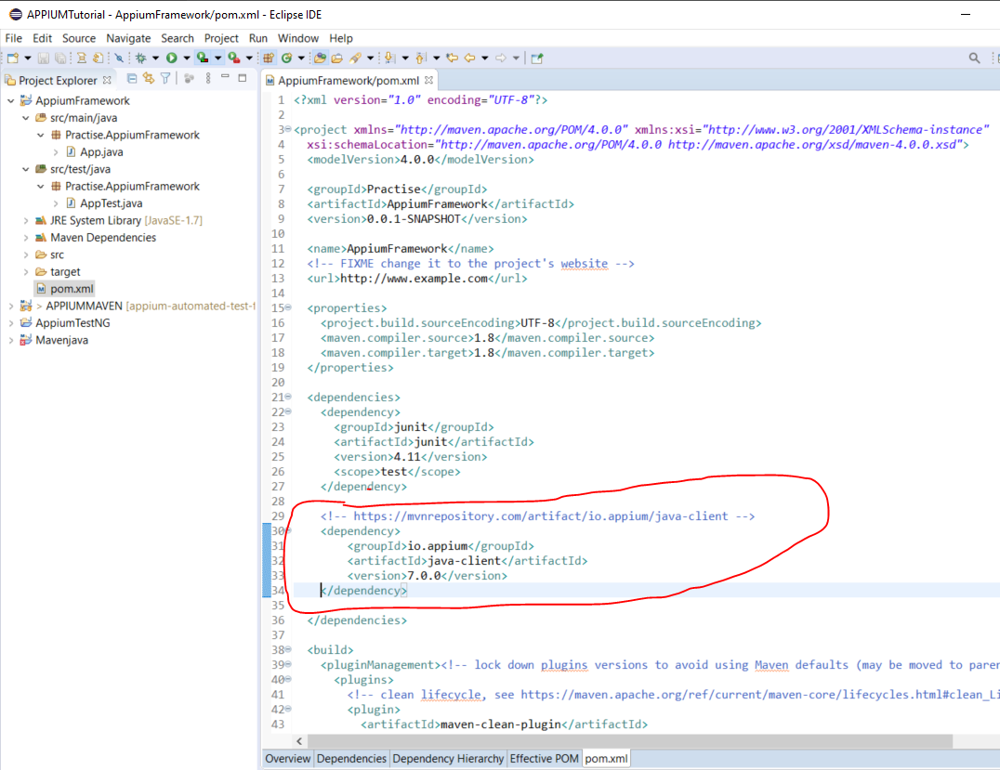 APPIUMTutorial - AppiumFramework/pom.xml - Eclipse IDE
File Edit Source Navigate Search Project Run Window Help
Project Explorer
AppiumFramework
src/main/java
Practise.AppiumFramework
App.java
src/test/java
Practise.AppiumFramework
AppTest.java
JRE System Library [JavaSE-1.7]
Maven Dependencies
src
target
pom.xml
> APPIUMMAVEN [appium-automated-test-f
AppiumTestNG
Mavenjava
AppiumFramework/pom.xml
1 <?xml version="1.0" encoding="UTF-8"?>
2
3 <project xmlns="http://maven.apache.org/POM/4.0.0" xmlns:xsi="http://www.w3.org/2001/XMLSchema-instance"
4 xsi:schemaLocation="http://maven.apache.org/POM/4.0.0 http://maven.apache.org/xsd/maven-4.0.0.xsd">
5 <modelVersion>4.0.0</modelVersion>
6
7 <groupId>Practise</groupId>
8 <artifactId>AppiumFramework</artifactId>
9 <version>0.0.1-SNAPSHOT</version>
10
11 <name>AppiumFramework</name>
12 <!-- FIXME change it to the project's website -->
13 <url>http://www.example.com</url>
14
15 <properties>
16 <project.build.sourceEncoding>UTF-8</project.build.sourceEncoding>
17 <maven.compiler.source>1.8</maven.compiler.source>
18 <maven.compiler.target>1.8</maven.compiler.target>
19 </properties>
20
21 <dependencies>
22 <dependency>
23 <groupId>junit</groupId>
24 <artifactId>junit</artifactId>
25 <version>4.11</version>
26 <scope>test</scope>
27 </dependency>
28
29 <!-- https://mvnrepository.com/artifact/io.appium/java-client -->
30 <dependency>
31 <groupId>io.appium</groupId>
32 <artifactId>java-client</artifactId>
33 <version>7.0.0</version>
34 </dependency>
35
36 </dependencies>
37
38 <build>
39 <pluginManagement><!-- lock down plugins versions to avoid using Maven defaults (may be moved to paren
40 <plugins>
41 <!-- clean lifecycle, see https://maven.apache.org/ref/current/maven-core/lifecycles.html#clean_Li
42 <plugin>
43 <artifactId>maven-clean-plugin</artifactId>
Overview Dependencies Dependency Hierarchy Effective POM pom.xml